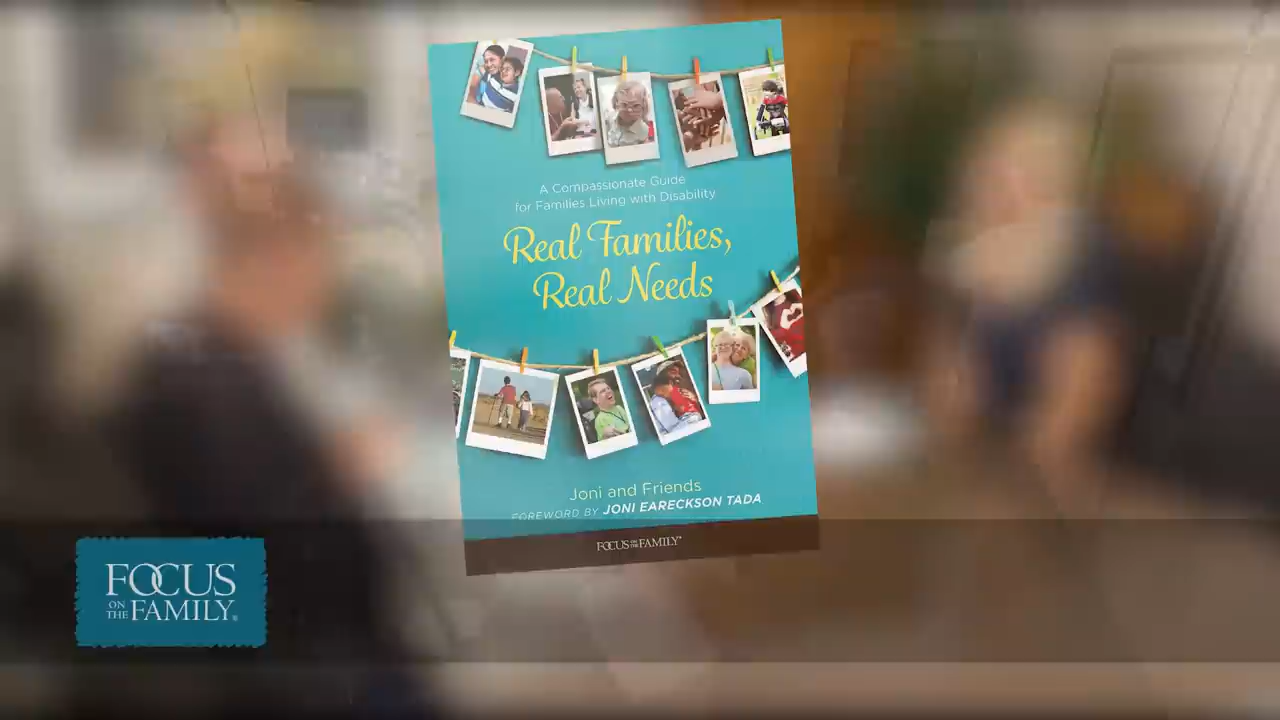 A Compassionate Guide
for Families Living with Disability
Real Families,
Real Needs
Joni and Friends
FOREWORD BY JONI EARECKSON TADA
FOCUS ON THE FAMILY®
FOCUS
ON THE FAMILY®